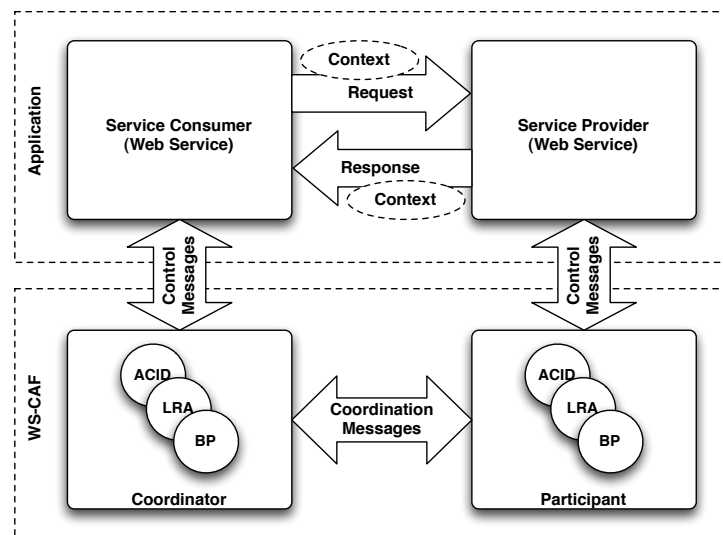 Application
Service Consumer
(Web Service)
Context
Request
Response
Context
Service Provider
(Web Service)
Control
Messages
Control
Messages
WS-CAF
ACID
LRA
BP
Coordinator
Coordination
Messages
ACID
LRA
BP
Participant